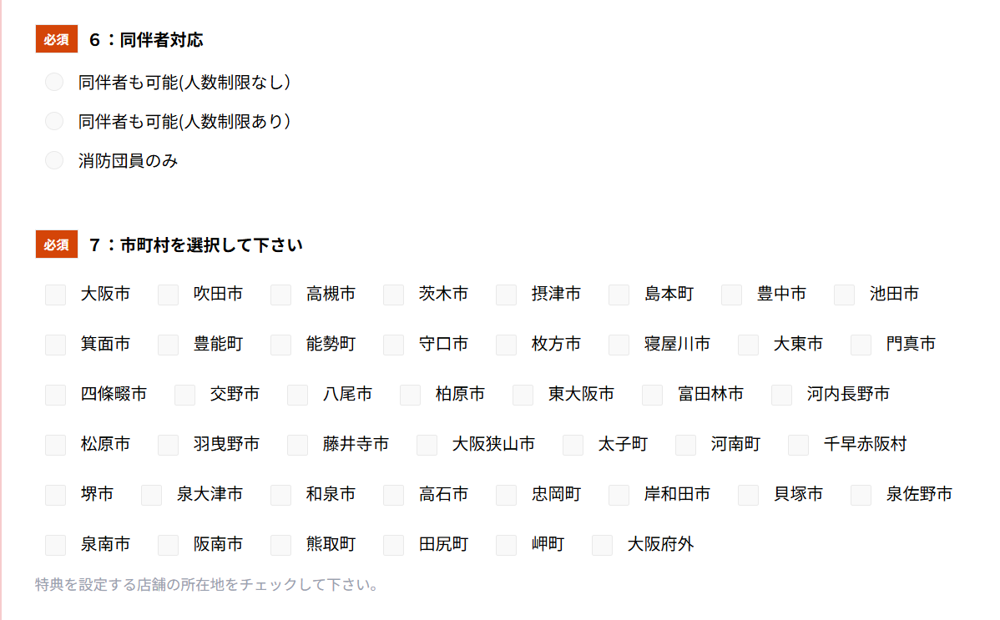 必須 6：同伴者対応
同伴者も可能(人数制限なし）
同伴者も可能(人数制限あり）
消防団員のみ
必須 7：市町村を選択して下さい
大阪市 吹田市 高槻市 茨木市 摂津市 島本町 豊中市 池田市
箕面市 豊能町 能勢町 守口市 枚方市 寝屋川市 大東市 門真市
四條畷市 交野市 八尾市 柏原市 東大阪市 富田林市 河内長野市
松原市 羽曳野市 藤井寺市 大阪狭山市 太子町 河南町 千早赤阪村
堺市 泉大津市 和泉市 高石市 忠岡町 岸和田市 貝塚市 泉佐野市
泉南市 阪南市 熊取町 田尻町 岬町 大阪府外
特典を設定する店舗の所在地をチェックして下さい。